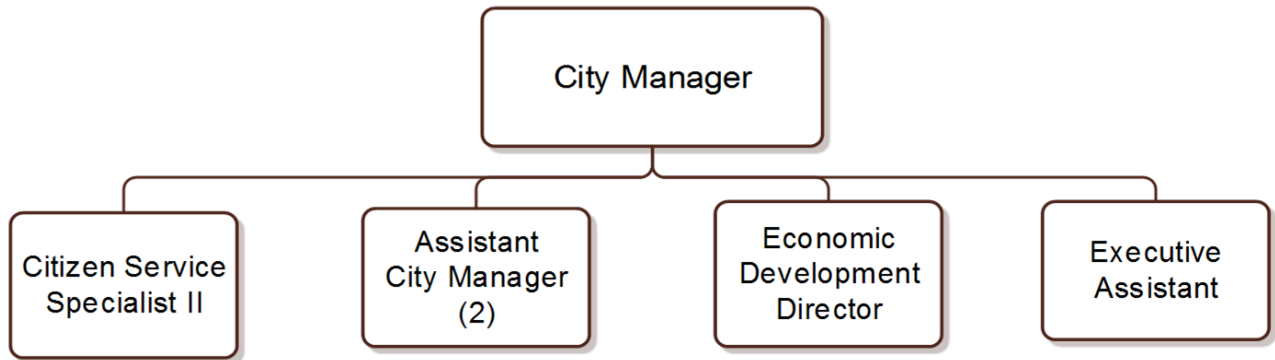 City Manager
Citizen Service
Specialist II
Assistant
City Manager
(2)
Economic
Development
Director
Executive
Assistant